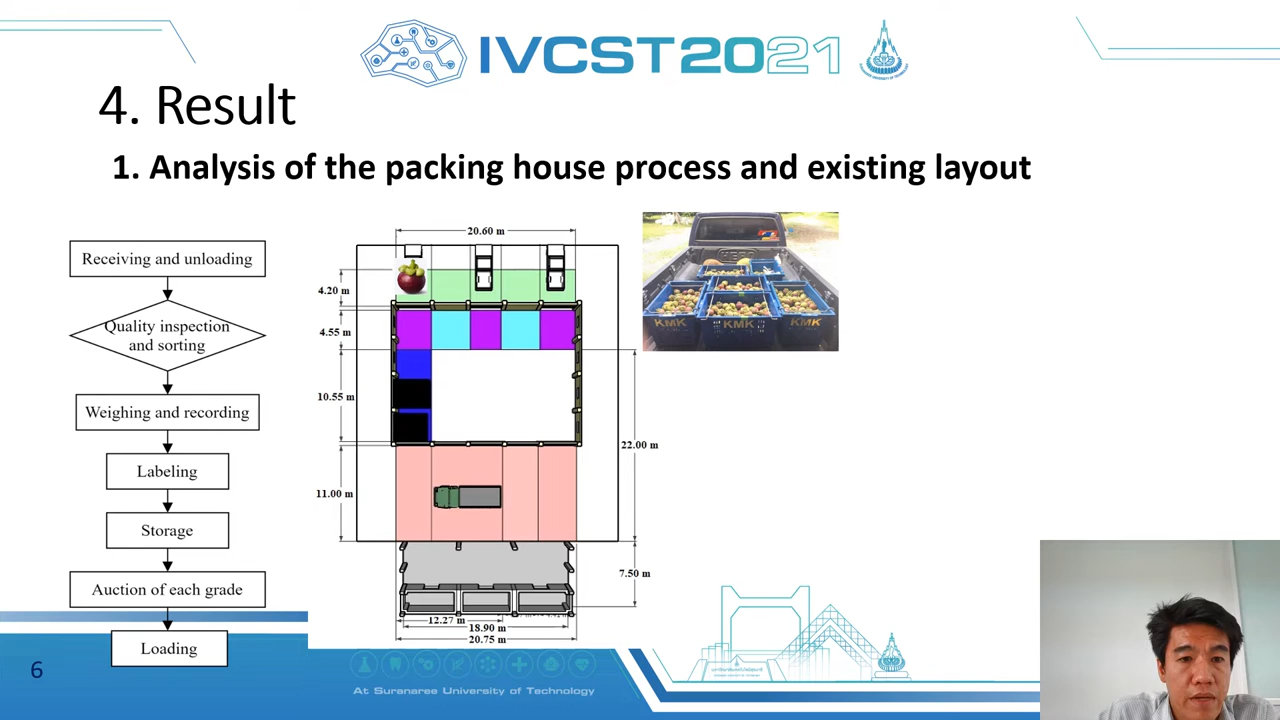 IVCST2021
4. Result
1. Analysis of the packing house process and existing layout
Receiving and unloading
Quality inspection
and sorting
Weighing and recording
Labeling
Storage
Auction of each grade
Loading
20.60 m
4.20 m
4.55 m
10.55 m
11.00 m
22.00 m
7.50 m
12.27 m
18.90 m
20.75 m
KMK
KMK
KMK
6
At Suranaree University of Technology